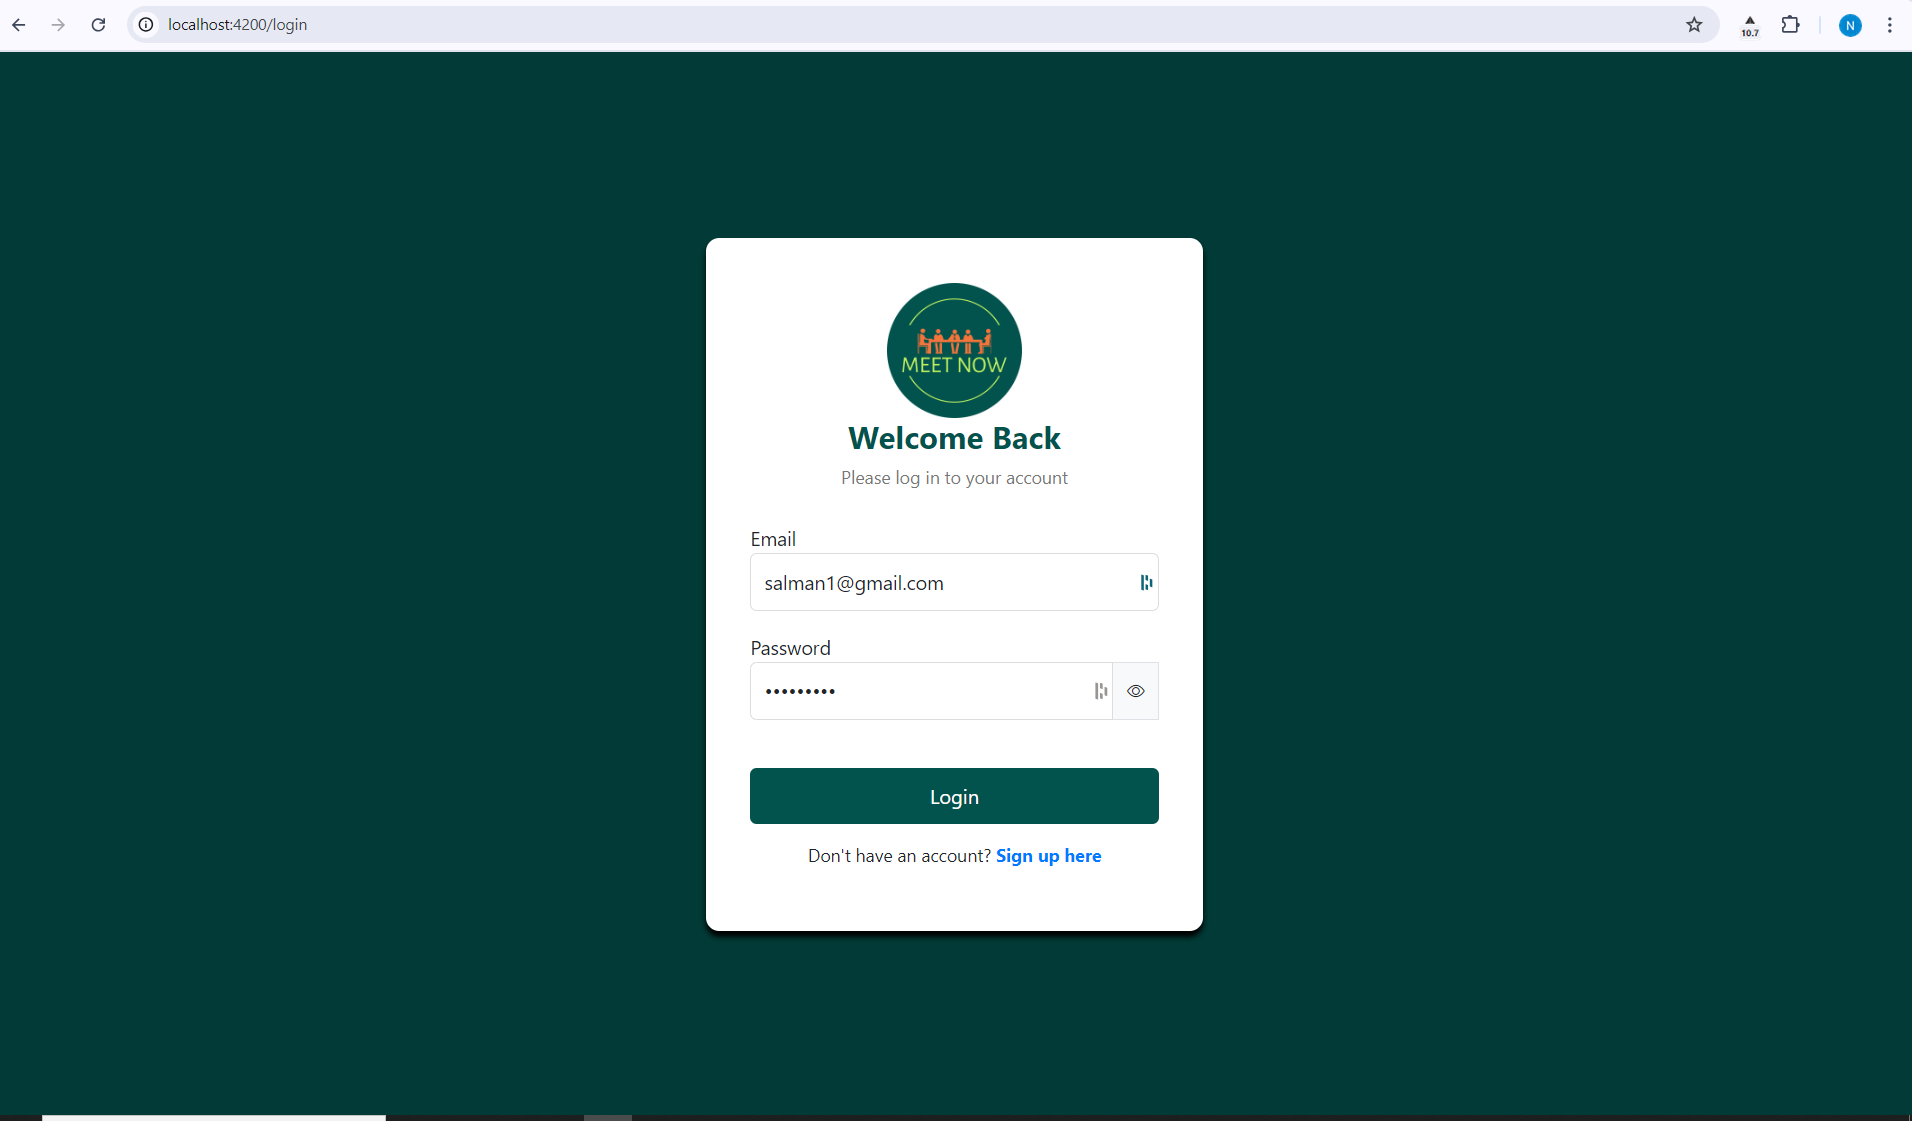 localhost:4200/login
10.7
N
MEET NOW
Welcome Back
Please log in to your account
Email
salman1@gmail.com
Password
•••••••••
Login
Don't have an account? Sign up here